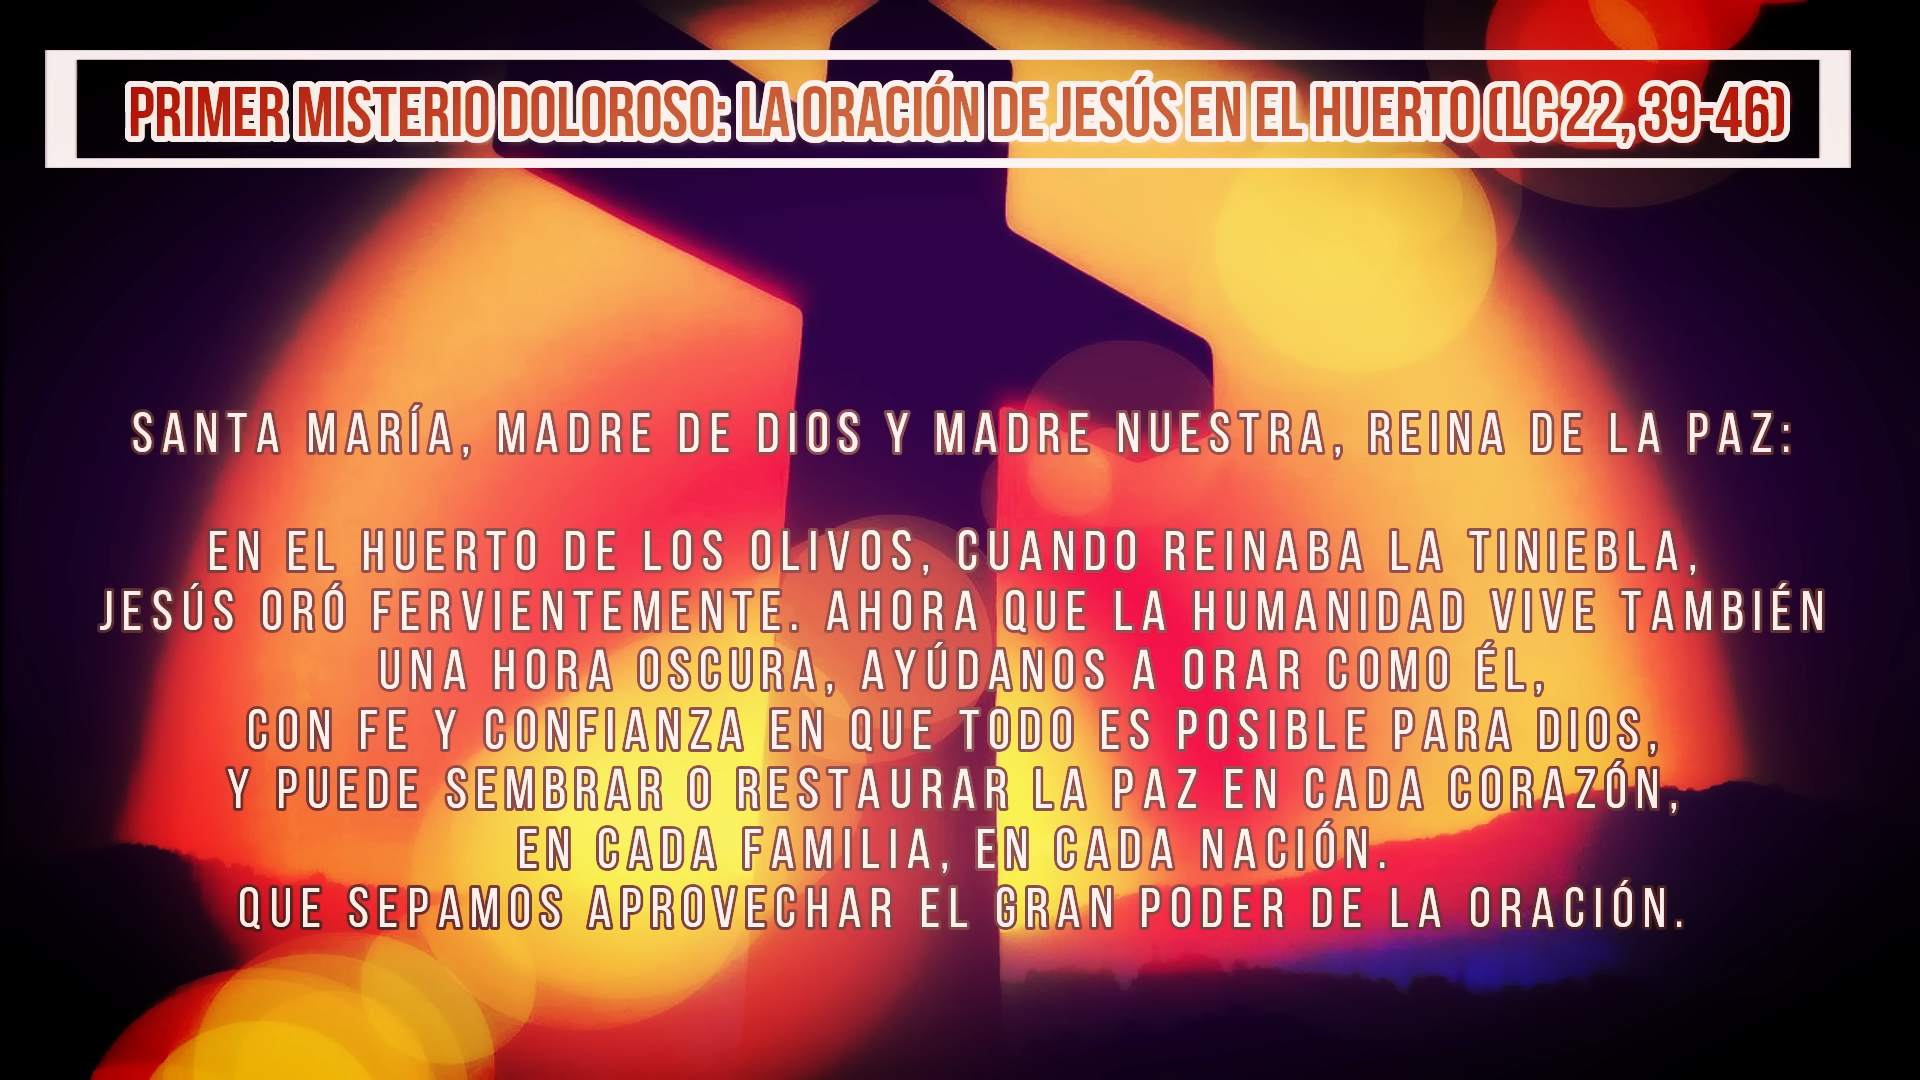 PRIMER MISTERIO DOLOROSO: LA ORACIÓN DE JESÚS EN EL HUERTO (LC 22, 39-46)
SANTA MARÍA, MADRE DE DIOS Y MADRE NUESTRA, REINA DE LA PAZ:
EN EL HUERTO DE LOS OLIVOS, CUANDO REINABA LA TINIEBLA,
JESÚS ORÓ FERVIENTEMENTE. AHORA QUE LA HUMANIDAD VIVE TAMBIÉN
UNA HORA OSCURA, AYÚDANOS A ORAR COMO ÉL,
CON FE Y CONFIANZA EN QUE TODO ES POSIBLE PARA DIOS,
Y PUEDE SEMBRAR O RESTAURAR LA PAZ EN CADA CORAZÓN,
EN CADA FAMILIA, EN CADA NACIÓN.
QUE SEPAMOS APROVECHAR EL GRAN PODER DE LA ORACIÓN.